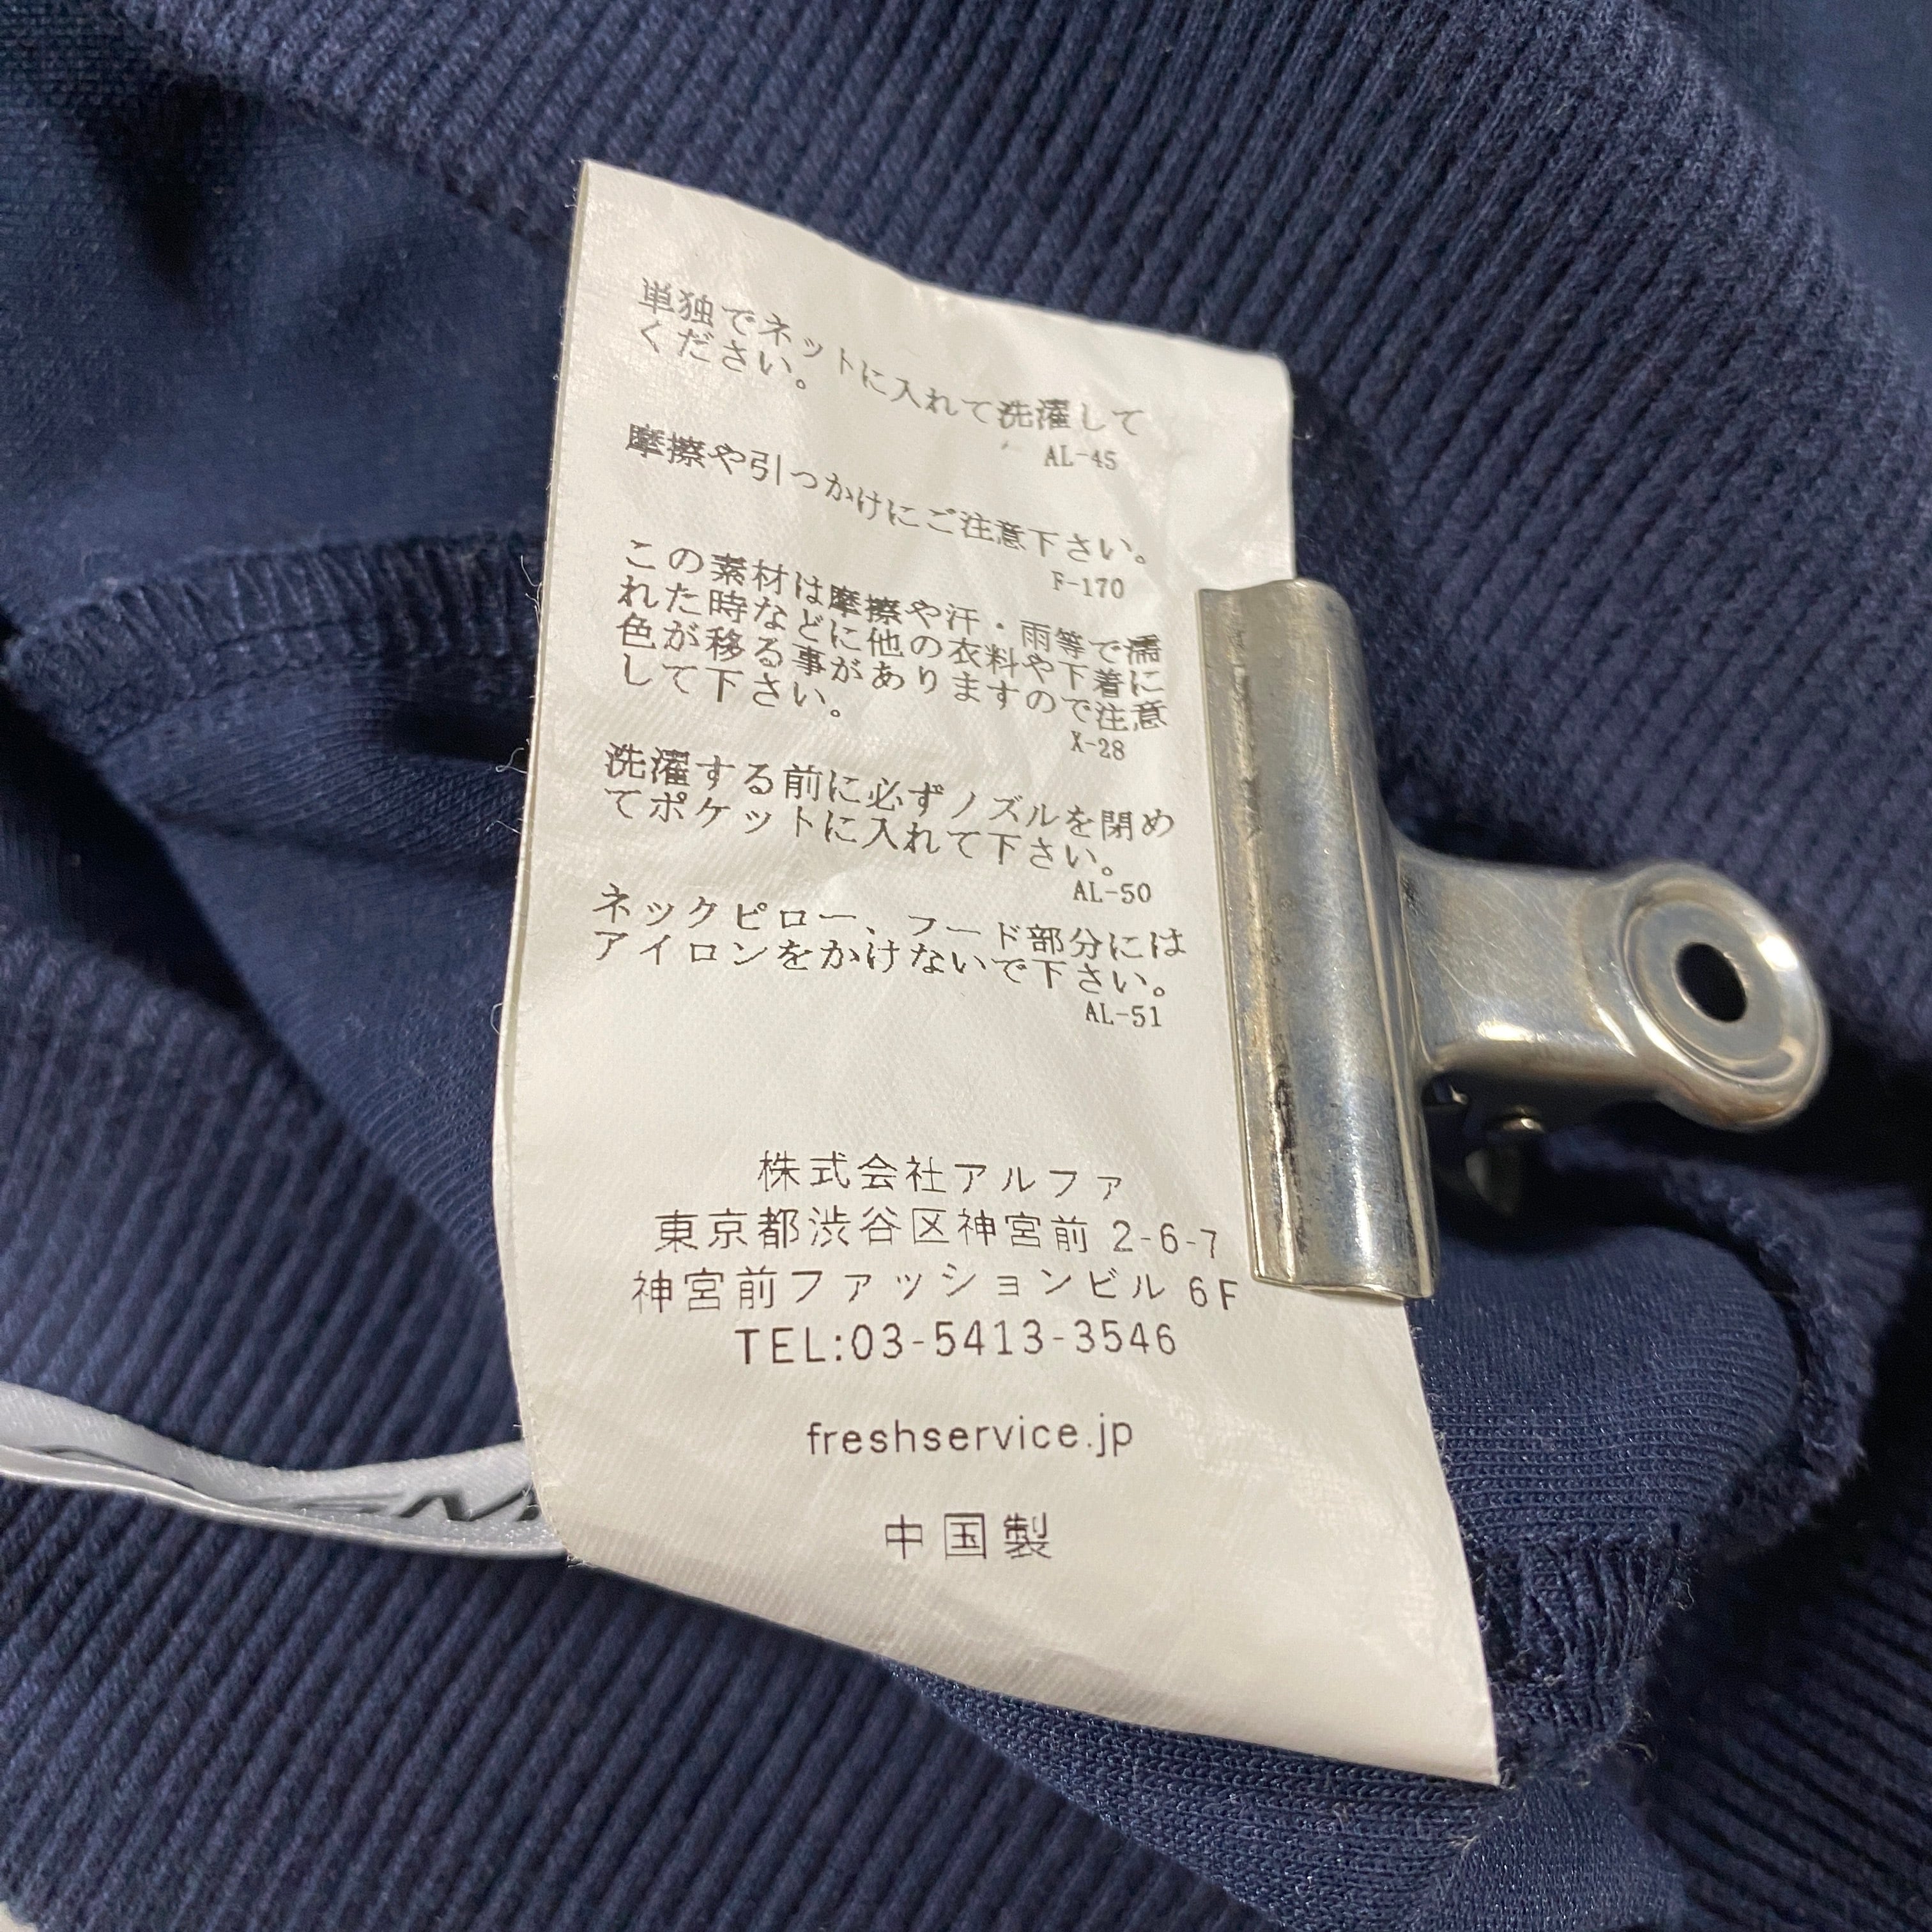 単独でネットに入れて洗濯して
ください。
AL-45
摩擦や引つかけにご注意下さい。
F-170
この素材は摩擦や汗・雨等で濡
れた時などに他の衣料や下着に
色が移る事がありますので注意
して下さい。
X-28
洗濯する前に必ずノズルを閉め
てポケットに入れて下さい。
AL-50
ネックピロー、フード部分には
アイロンをかけないで下さい。
AL-51
株式会社アルファ
東京都渋谷区神宮前 2-6-7
神宮前ファッションビル 6F
TEL:03-5413-3546
freshservice.jp
中国製